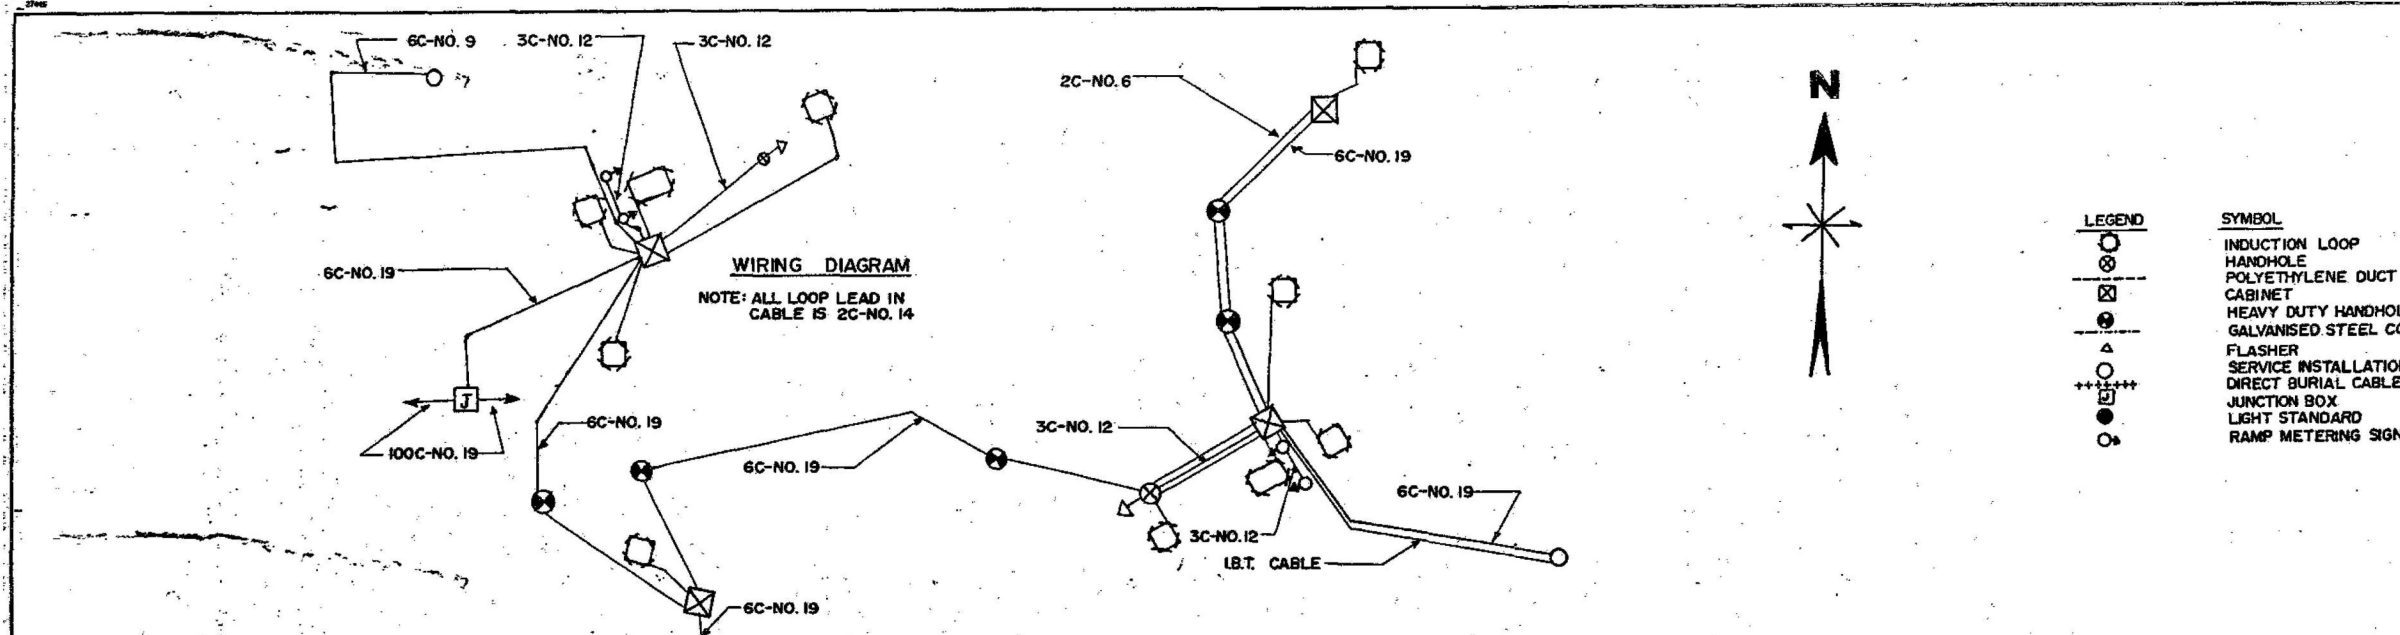 6C-NO. 9
3C-NO. 12
3C-NO. 12
2C-NO. 6
N
6C-NO. 19
WIRING DIAGRAM
NOTE: ALL LOOP LEAD IN
CABLE IS 2C-NO. 14
6C-NO. 19
J
100C-NO. 19
6C-NO. 19
6C-NO. 19
3C-NO. 12
6C-NO. 19
3C-NO. 12
I.B.T. CABLE
6C-NO. 19
LEGEND SYMBOL
INDUCTION LOOP
HANDHOLE
POLYETHYLENE DUCT
CABINET
HEAVY DUTY HANDHOL
GALVANISED STEEL CO
FLASHER
SERVICE INSTALLATION
DIRECT BURIAL CABLE
J JUNCTION BOX
LIGHT STANDARD
RAMP METERING SIGN